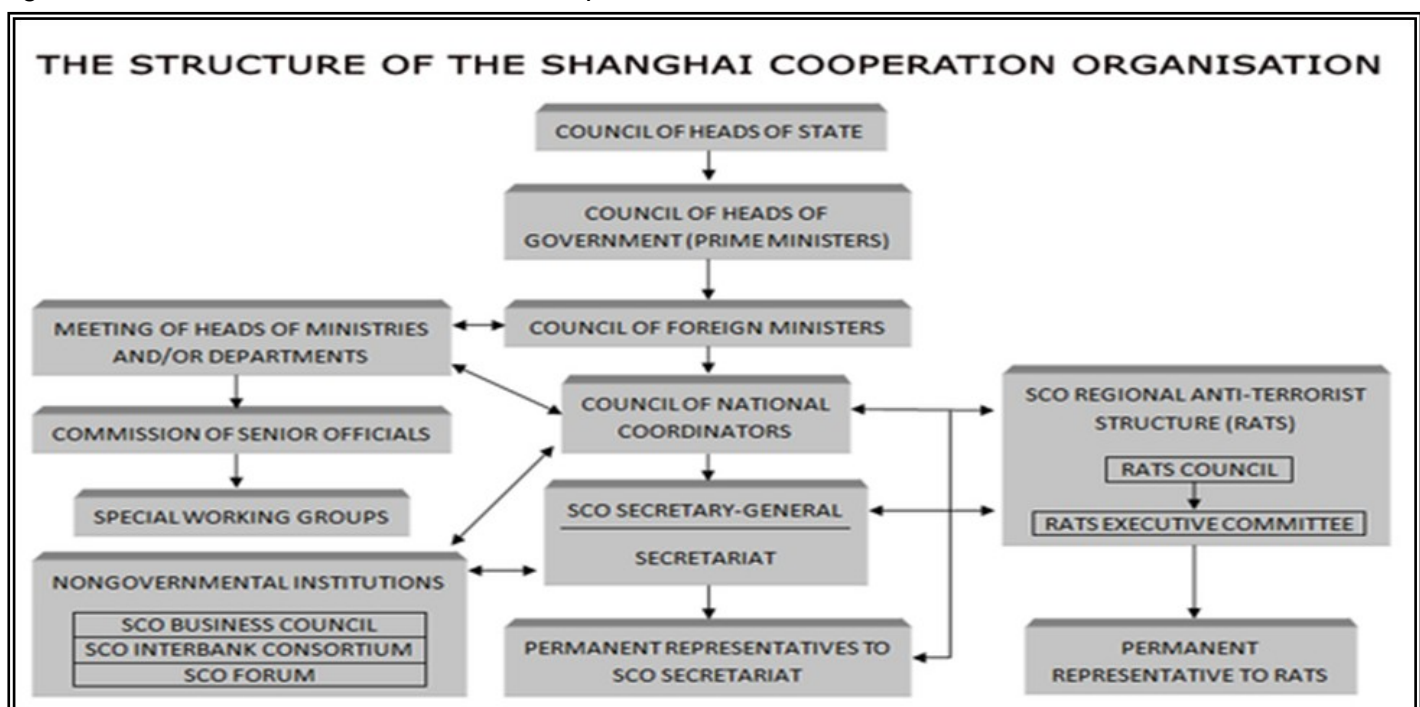 THE STRUCTURE OF THE SHANGHAI COOPERATION ORGANISATION
COUNCIL OF HEADS OF STATE
COUNCIL OF HEADS OF
GOVERNMENT (PRIME MINISTERS)
MEETING OF HEADS OF MINISTRIES
AND/OR DEPARTMENTS
COUNCIL OF FOREIGN MINISTERS
COUNCIL OF NATIONAL
COORDINATORS
SCO REGIONAL ANTI-TERRORIST
STRUCTURE (RATS)
COMMISSION OF SENIOR OFFICIALS
RATS COUNCIL
SPECIAL WORKING GROUPS
SCO SECRETARY-GENERAL
RATS EXECUTIVE COMMITTEE
SECRETARIAT
NONGOVERNMENTAL INSTITUTIONS
SCO BUSINESS COUNCIL
SCO INTERBANK CONSORTIUM
SCO FORUM
PERMANENT REPRESENTATIVES TO
SCO SECRETARIAT
PERMANENT
REPRESENTATIVE TO RATS